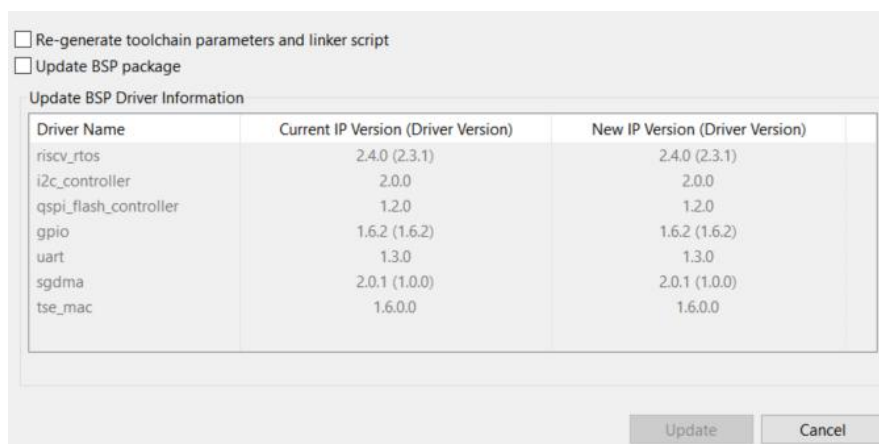 Re-generate toolchain parameters and linker script
Update BSP package
Update BSP Driver Information
Driver Name Current IP Version (Driver Version) New IP Version (Driver Version)
riscv_rtos 2.4.0 (2.3.1) 2.4.0 (2.3.1)
i2c_controller 2.0.0 2.0.0
qspi_flash_controller 1.2.0 1.2.0
gpio 1.6.2 (1.6.2) 1.6.2 (1.6.2)
uart 1.3.0 1.3.0
sgdma 2.0.1 (1.0.0) 2.0.1 (1.0.0)
tse_mac 1.6.0.0 1.6.0.0
Update Cancel